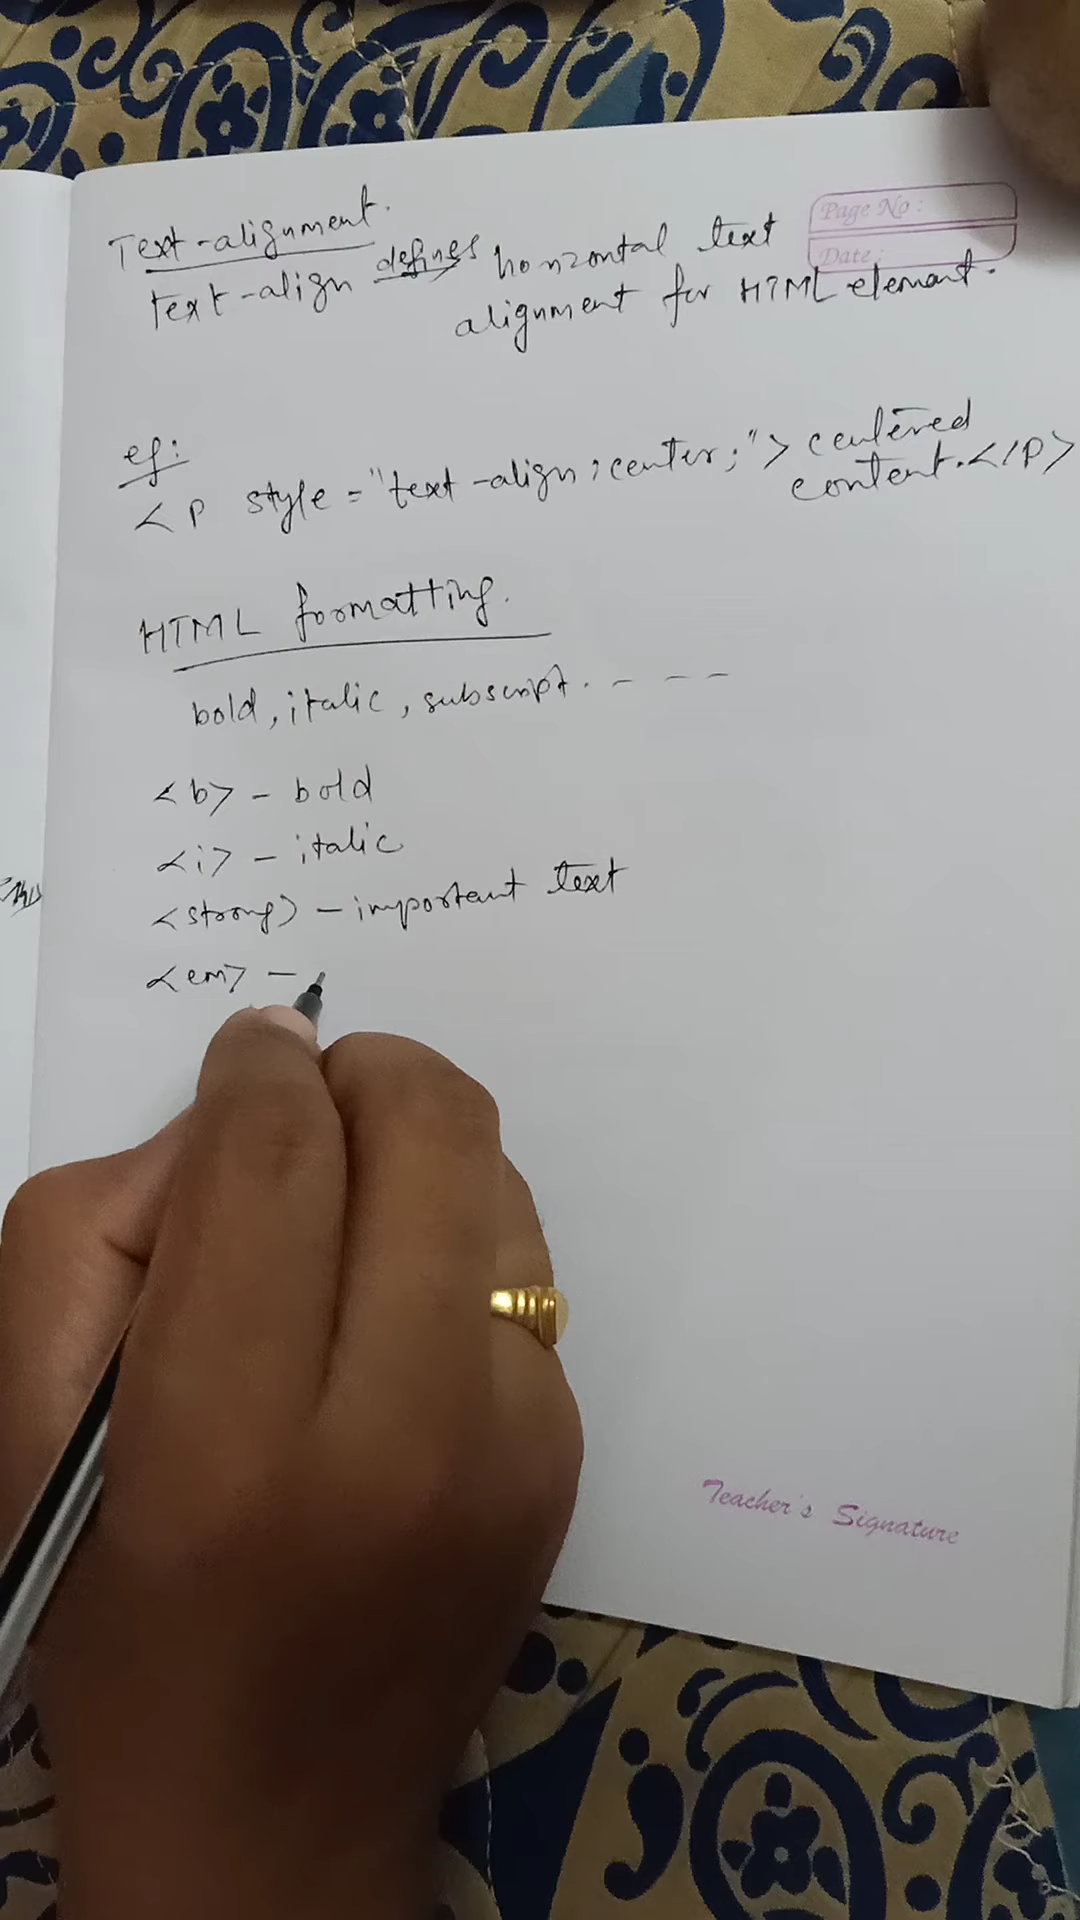 Page No :
Date :
Text-alignment.
text-align defines horizontal text
alignment for HTML element.
eg:
<P style = "text-align:center;"> centered
content.</P>
HTML formatting.
bold, italic, subscript. - - - -
<b> - bold
<i> - italic
<strong> - important text
<em> -
Teacher's Signature